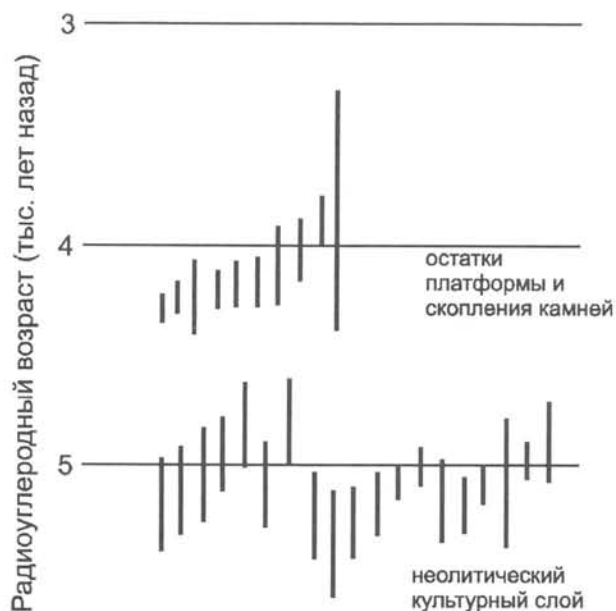 3
4
5
Радиоуглеродный возраст (тыс. лет назад)
остатки
платформы и
скопления камней
неолитический
культурный слой